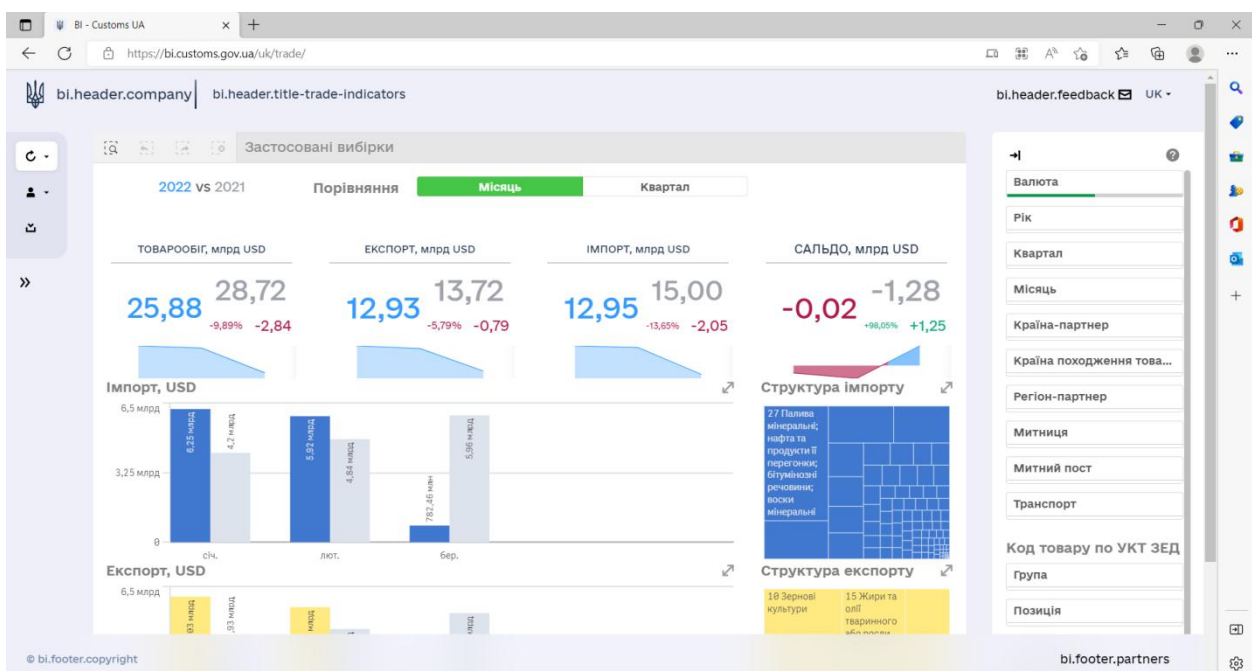 BI - Customs UA
https://bi.customs.gov.ua/uk/trade/
bi.header.company
bi.header.title-trade-indicators
bi.header.feedback
UK
Застосовані вибірки
2022 vs 2021
Порівняння
Місяць
Квартал
ТОВАРООБІГ, млрд USD
ЕКСПОРТ, млрд USD
ІМПОРТ, млрд USD
САЛЬДО, млрд USD
25,88
28,72
-9,89% -2,84
12,93
13,72
-5,79% -0,79
12,95
15,00
-13,65% -2,05
-0,02
-1,28
+98,05% +1,25
Імпорт, USD
6,5 млрд
3,25 млрд
0
6,25 млрд
4,2 млрд
5,92 млрд
4,84 млрд
782,46 млн
5,96 млрд
січ.
лют.
бер.
Структура імпорту
27 Палива
мінеральні;
нафта та
продукти її
перегонки;
бітумінозні
речовини;
воски
мінеральні
Експорт, USD
6,5 млрд
Структура експорту
10 Зернові
культури
15 Жири та
олії
тваринного
або росли
Валюта
Рік
Квартал
Місяць
Країна-партнер
Країна походження това...
Регіон-партнер
Митниця
Митний пост
Транспорт
Код товару по УКТ ЗЕД
Група
Позиція
© bi.footer.copyright
bi.footer.partners